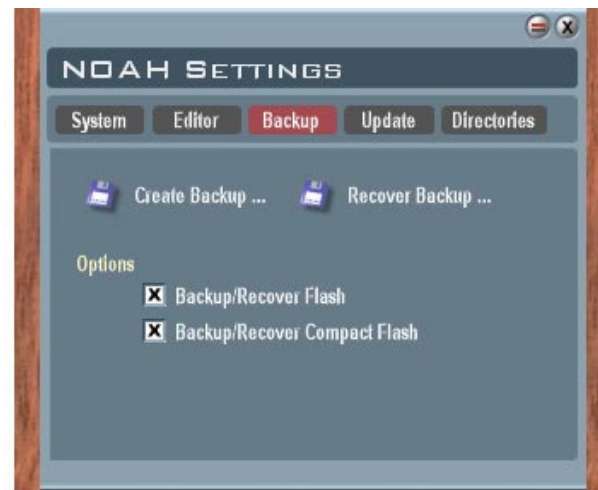 NOAH SETTINGS
System Editor Backup Update Directories
Create Backup ... Recover Backup ...
Options
X Backup/Recover Flash
X Backup/Recover Compact Flash